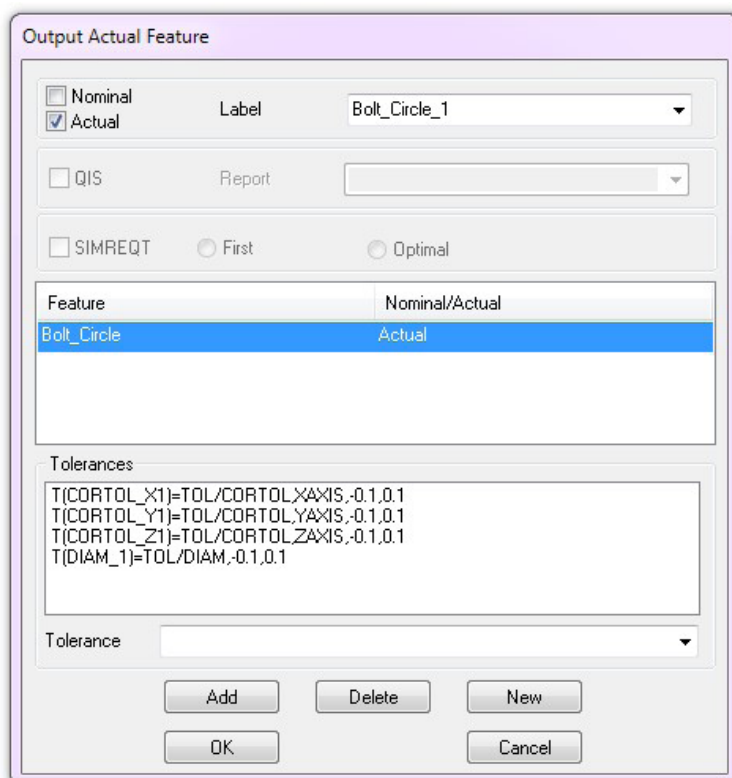 Output Actual Feature
Nominal
Actual
Label
Bolt_Circle_1
QIS
Report
SIMREQT
First
Optimal
Feature Nominal/Actual
Bolt_Circle Actual
Tolerances
T(CORTOL_X1)=TOL/CORTOL,XAXIS,-0.1,0.1
T(CORTOL_Y1)=TOL/CORTOL,YAXIS,-0.1,0.1
T(CORTOL_Z1)=TOL/CORTOL,ZAXIS,-0.1,0.1
T(DIAM_1)=TOL/DIAM,-0.1,0.1
Tolerance
Add Delete New
OK Cancel